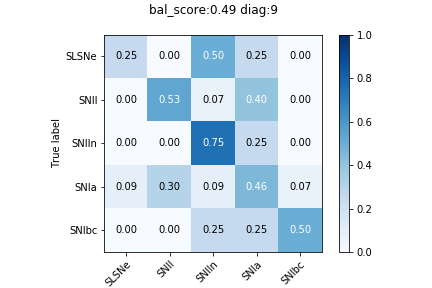 bal_score:0.49 diag:9
SLSNe 0.25 0.00 0.50 0.25 0.00
SNII 0.00 0.53 0.07 0.40 0.00
SNIIn 0.00 0.00 0.75 0.25 0.00
SNIa 0.09 0.30 0.09 0.46 0.07
SNIbc 0.00 0.00 0.25 0.25 0.50
True label
SLSNe SNII SNIIn SNIa SNIbc
1.0
0.8
0.6
0.4
0.2
0.0